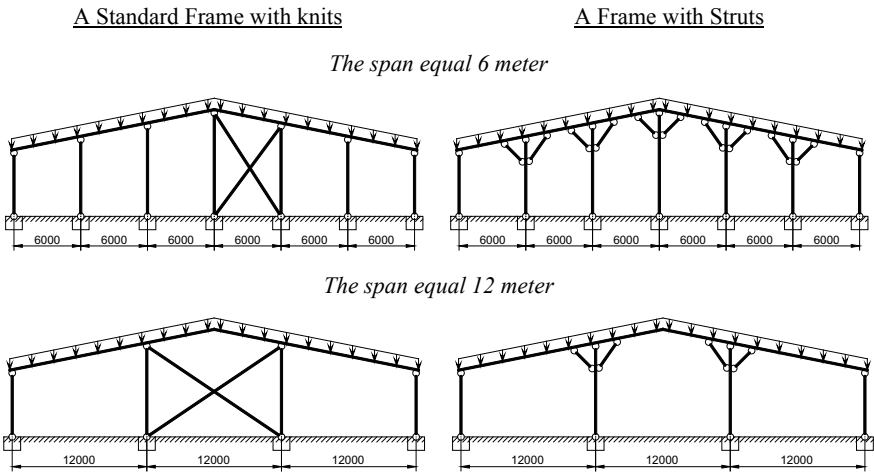 A Standard Frame with knits
A Frame with Struts
The span equal 6 meter
6000 6000 6000 6000 6000 6000
6000 6000 6000 6000 6000 6000
The span equal 12 meter
12000 12000 12000
12000 12000 12000